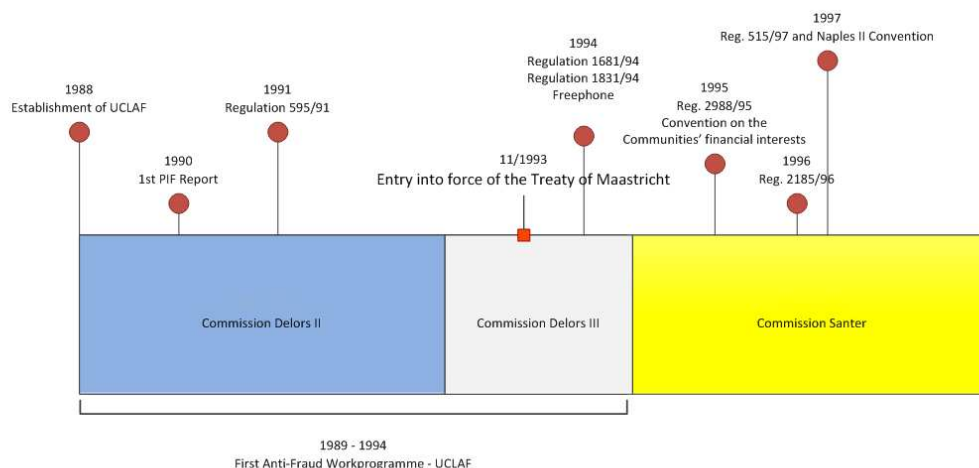 1988
Establishment of UCLAF
1990
1st PIF Report
1991
Regulation 595/91
11/1993
Entry into force of the Treaty of Maastricht
1994
Regulation 1681/94
Regulation 1831/94
Freephone
1995
Reg. 2988/95
Convention on the
Communities' financial interests
1996
Reg. 2185/96
1997
Reg. 515/97 and Naples II Convention
Commission Delors II
Commission Delors III
Commission Santer
1989 - 1994
First Anti-Fraud Workprogramme - UCLAF